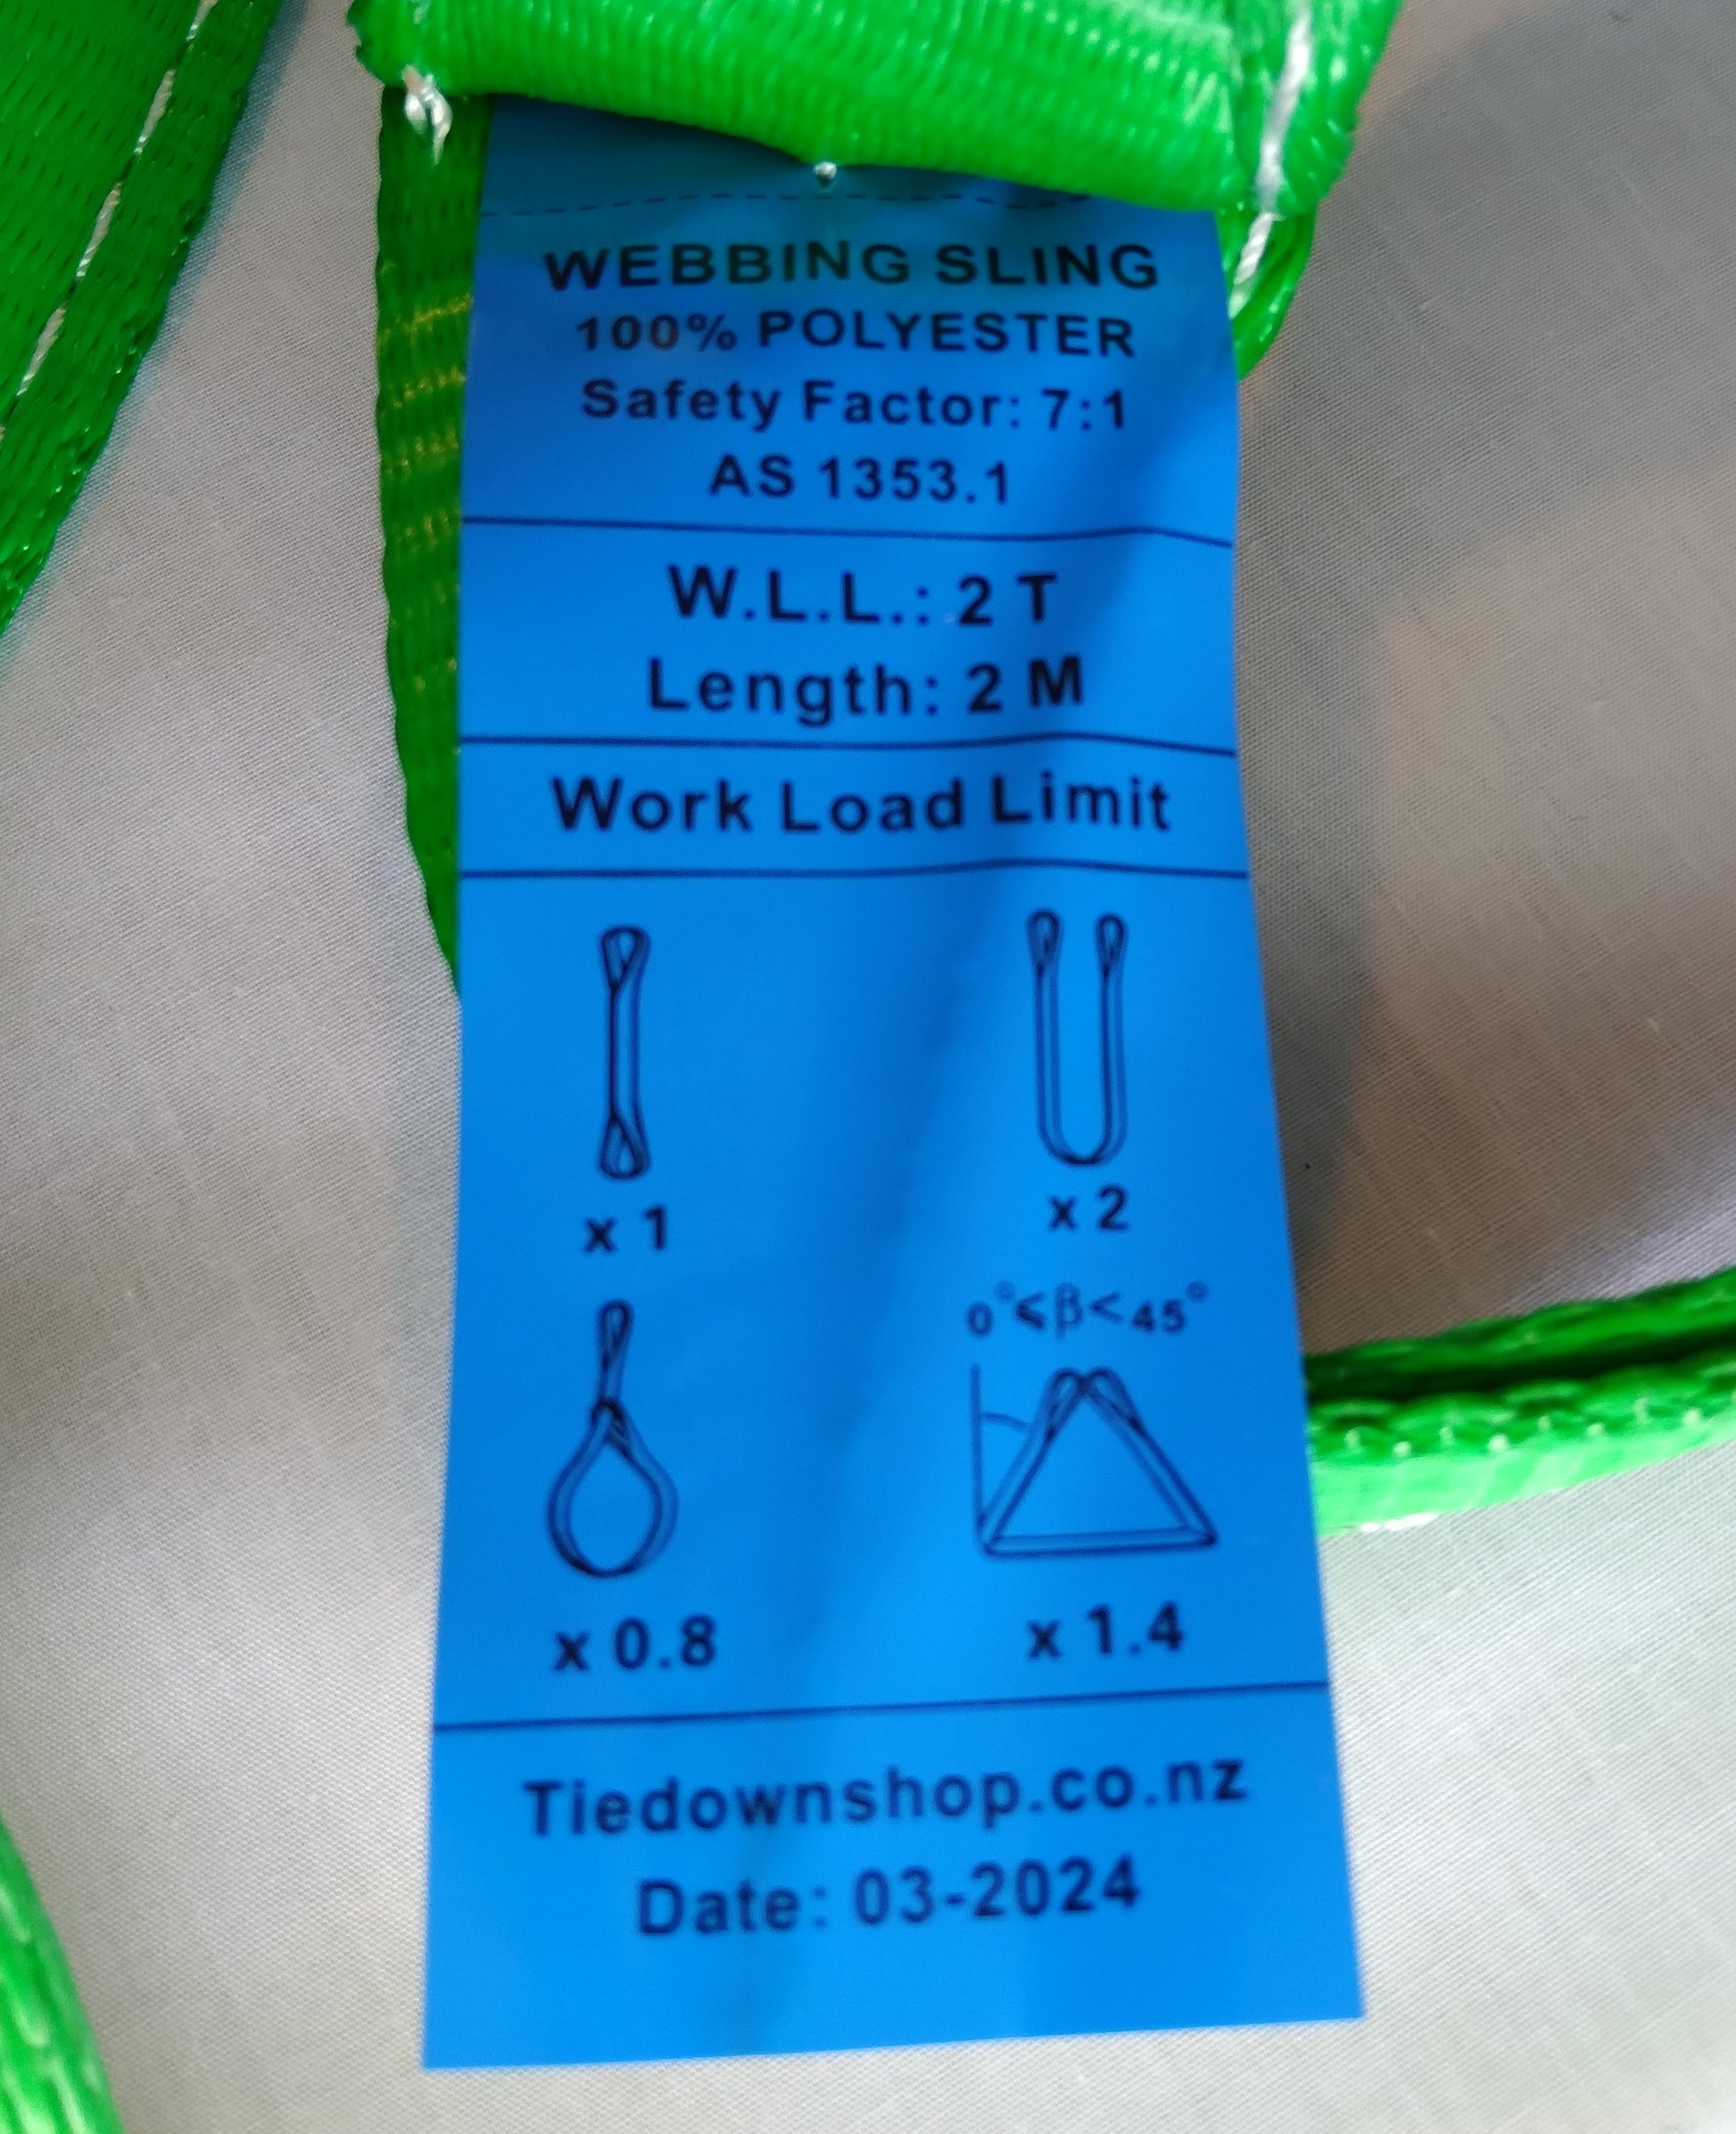 WEBBING SLING
100% POLYESTER
Safety Factor: 7:1
AS 1353.1
W.L.L.: 2 T
Length: 2 M
Work Load Limit
x 1
x 2
0°⩽β<45°
x 0.8
x 1.4
Tiedownshop.co.nz
Date: 03-2024